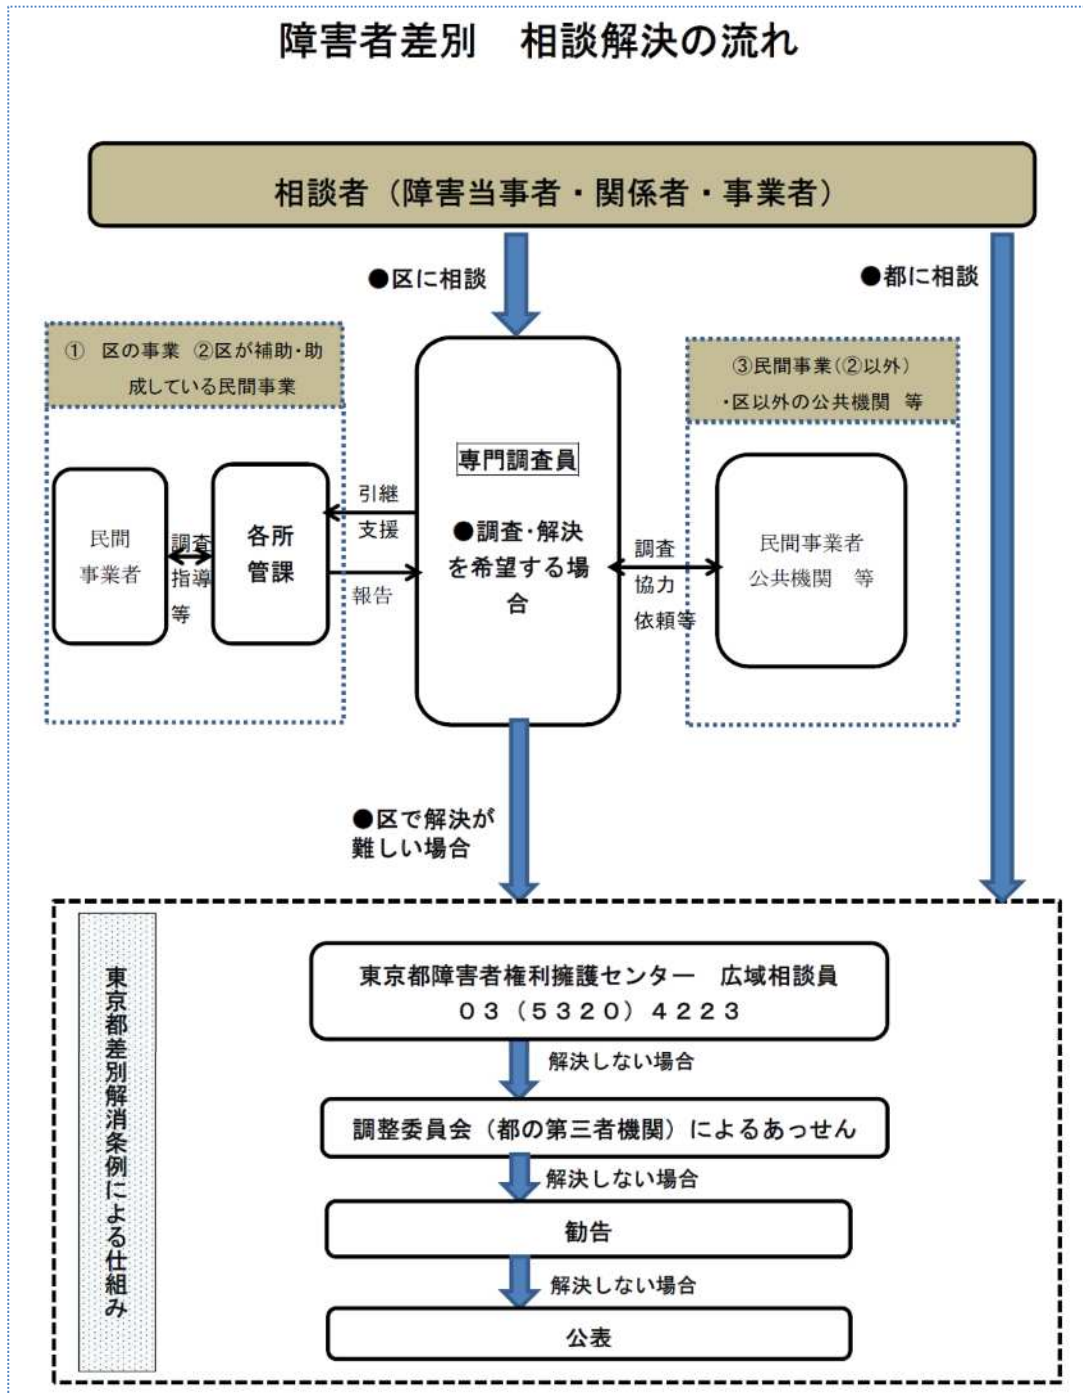 障害者差別　相談解決の流れ
相談者（障害当事者・関係者・事業者）
●区に相談
●都に相談
①　区の事業 ②区が補助・助
成している民間事業
③民間事業（②以外）
・区以外の公共機関 等
専門調査員
●調査・解決
を希望する場
合
民間
事業者
調査
指導
等
各所
管課
引継
支援
報告
調査
協力
依頼等
民間事業者
公共機関　等
●区で解決が
難しい場合
東京都差別解消条例による仕組み
東京都障害者権利擁護センター　広域相談員
０３（５３２０）４２２３
解決しない場合
調整委員会（都の第三者機関）によるあっせん
解決しない場合
勧告
解決しない場合
公表